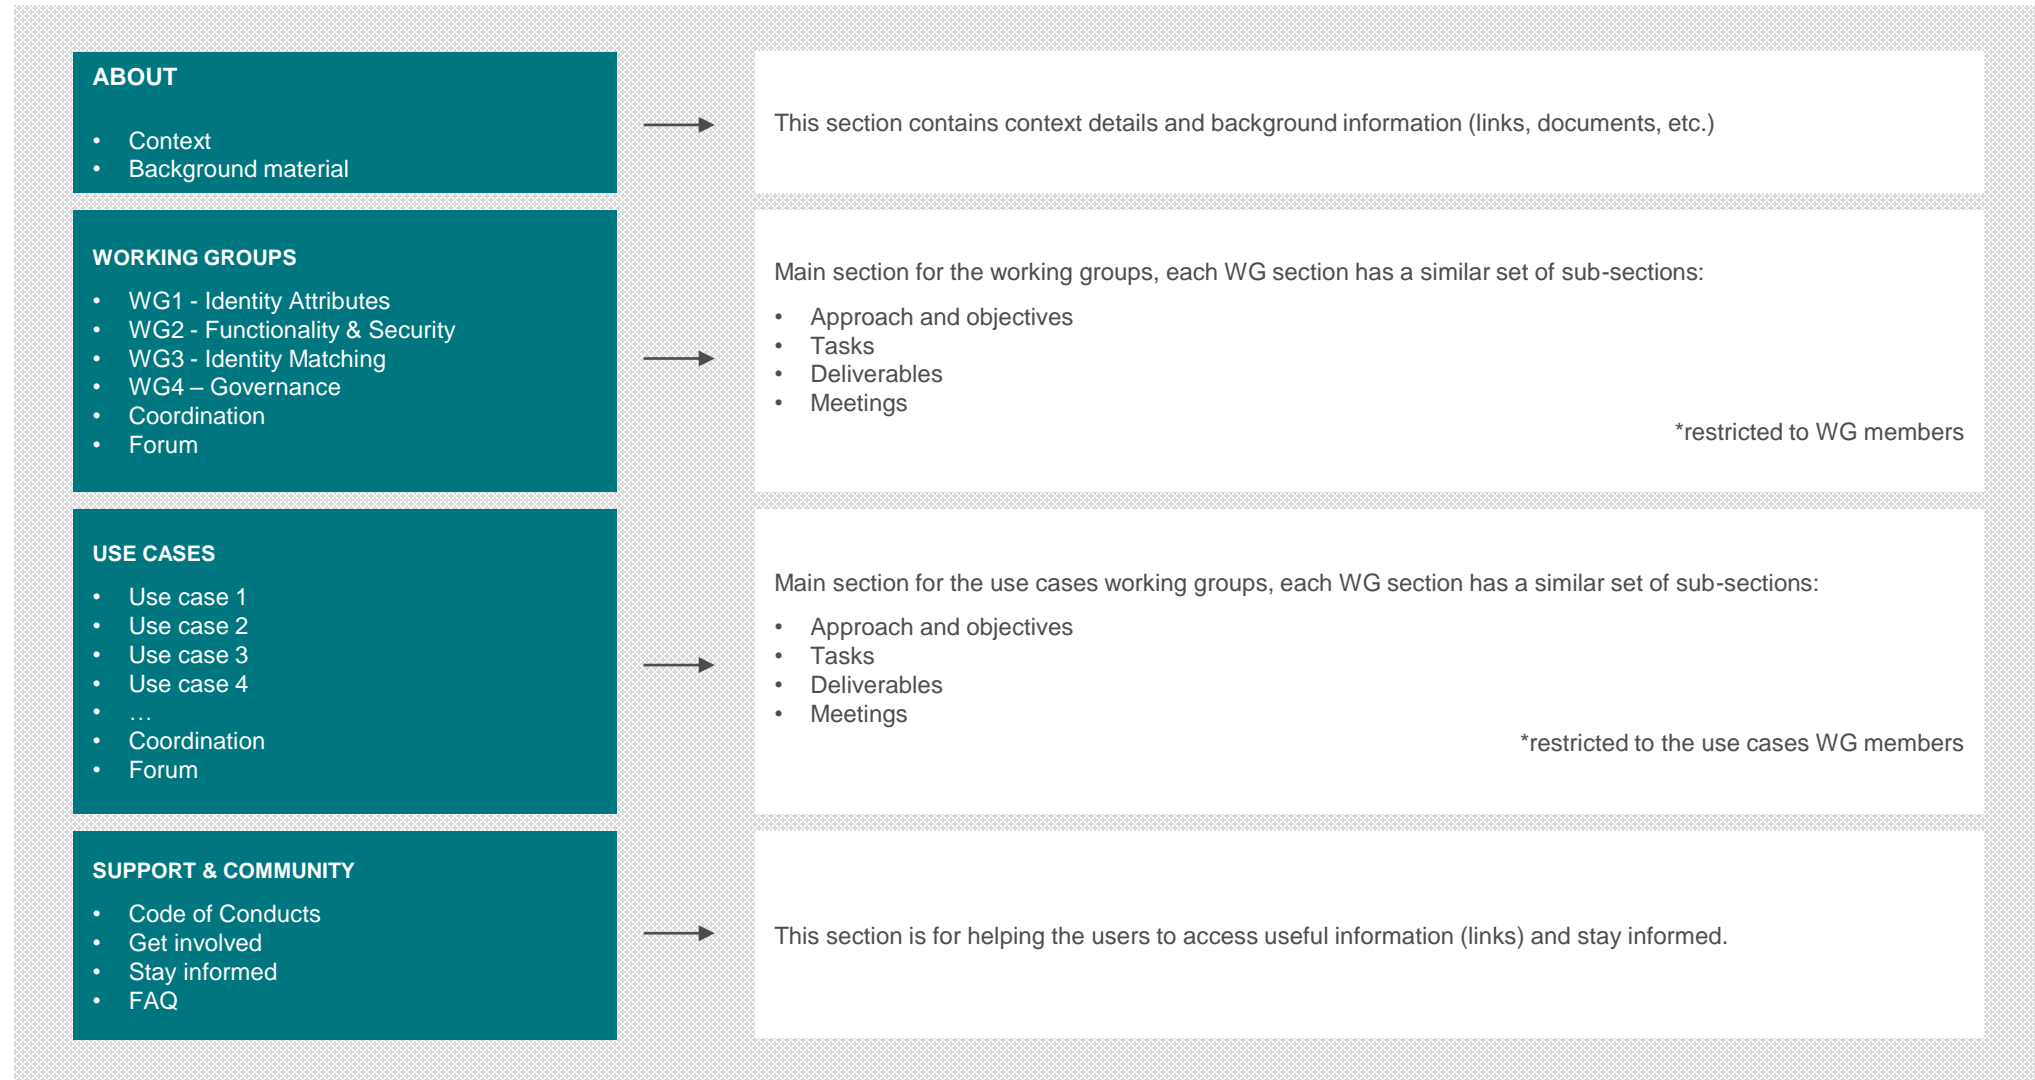 ABOUT
• Context
• Background material
This section contains context details and background information (links, documents, etc.)
WORKING GROUPS
• WG1 - Identity Attributes
• WG2 - Functionality & Security
• WG3 - Identity Matching
• WG4 – Governance
• Coordination
• Forum
Main section for the working groups, each WG section has a similar set of sub-sections:
• Approach and objectives
• Tasks
• Deliverables
• Meetings
*restricted to WG members
USE CASES
• Use case 1
• Use case 2
• Use case 3
• Use case 4
• …
• Coordination
• Forum
Main section for the use cases working groups, each WG section has a similar set of sub-sections:
• Approach and objectives
• Tasks
• Deliverables
• Meetings
*restricted to the use cases WG members
SUPPORT & COMMUNITY
• Code of Conducts
• Get involved
• Stay informed
• FAQ
This section is for helping the users to access useful information (links) and stay informed.